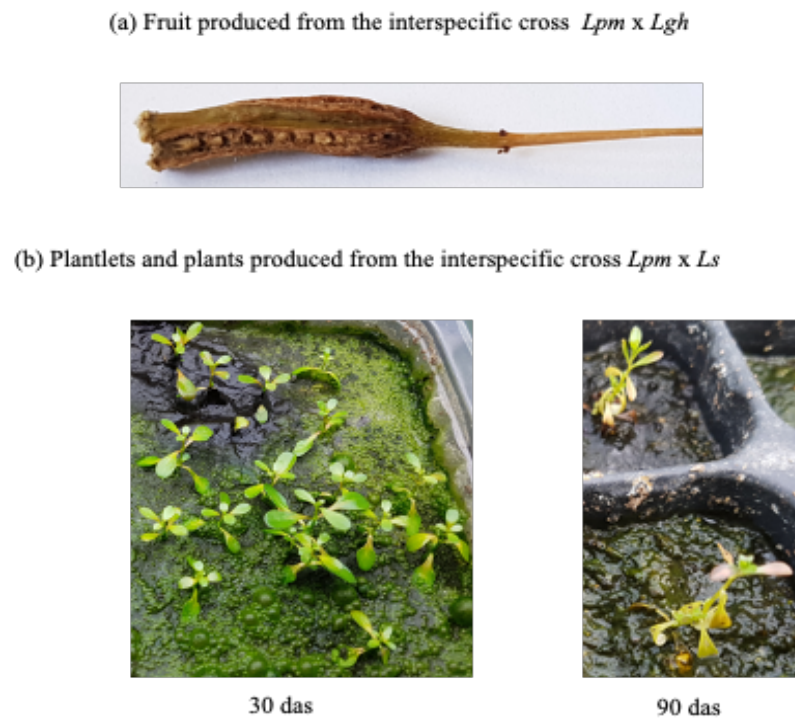 (a) Fruit produced from the interspecific cross Lpm x Lgh
(b) Plantlets and plants produced from the interspecific cross Lpm x Ls
30 das
90 das